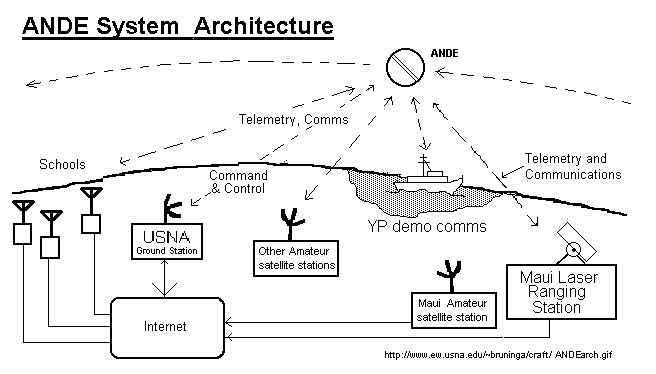 ANDE System Architecture
ANDE
Telemetry, Comms
Schools
Command
& Control
Telemetry and
Communications
YP demo comms
USNA
Ground Station
Other Amateur
satellite stations
Maui Laser
Ranging
Station
Maui Amateur
satellite station
Internet
http://www.ew.usna.edu/~bruninga/craft/ ANDEarch.gif